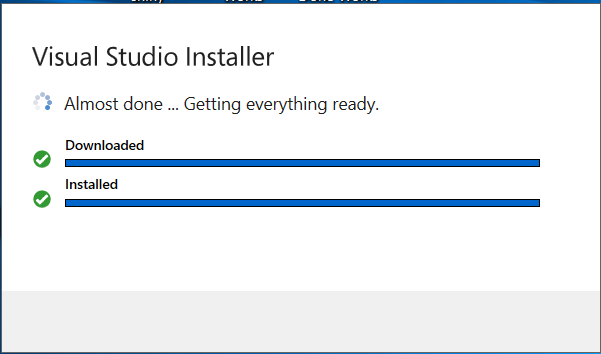 Visual Studio Installer
Almost done ... Getting everything ready.
Downloaded
Installed